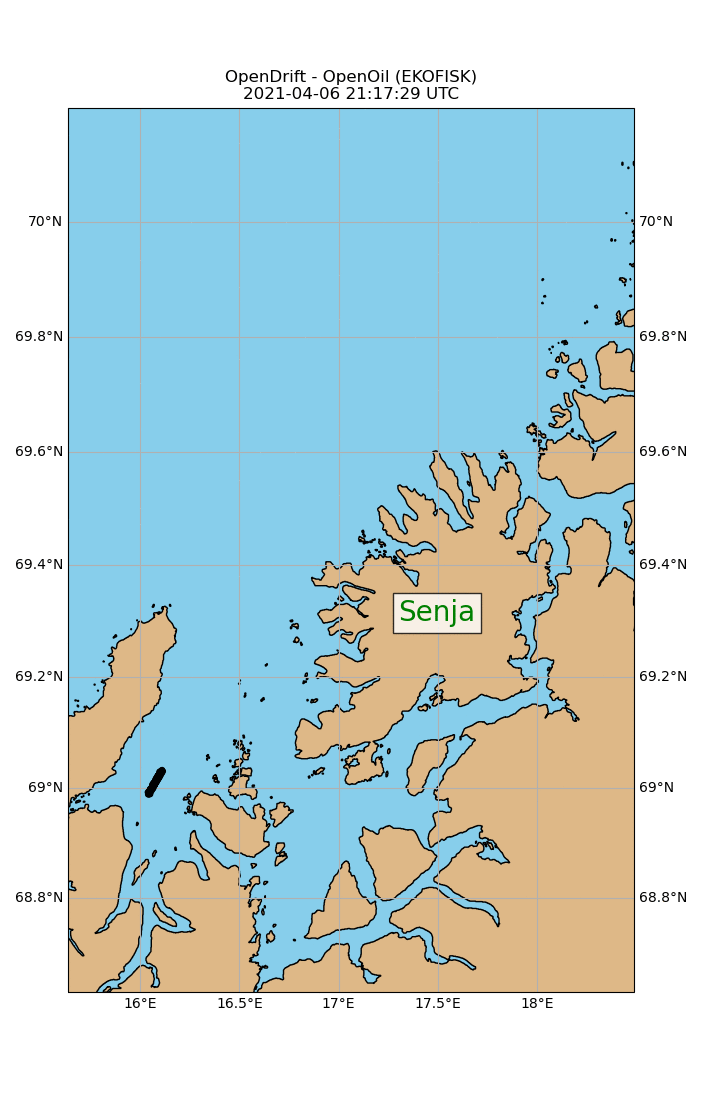 OpenDrift - OpenOil (EKOFISK)
2021-04-06 21:17:29 UTC
70°N 70°N
69.8°N 69.8°N
69.6°N 69.6°N
69.4°N 69.4°N
Senja
69.2°N 69.2°N
69°N 69°N
68.8°N 68.8°N
16°E 16.5°E 17°E 17.5°E 18°E